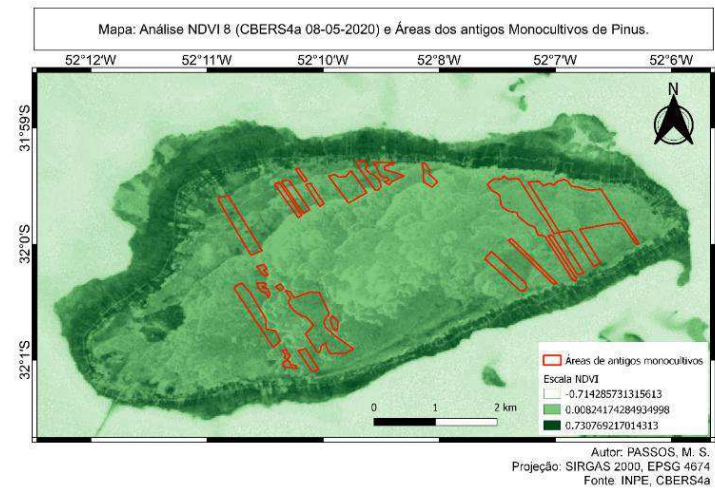 Mapa: Análise NDVI 8 (CBERS4a 08-05-2020) e Áreas dos antigos Monocultivos de Pinus.
52°12'W 52°11'W 52°10'W 52°8'W 52°7'W 52°6'W
N
31°59'S
32°0'S
32°1'S
Áreas de antigos monocultivos
Escala NDVI
-0.714285731315613
0.00824174284934998
0.730769217014313
0 1 2 km
Autor: PASSOS, M. S.
Projeção: SIRGAS 2000, EPSG 4674
Fonte INPE, CBERS4a